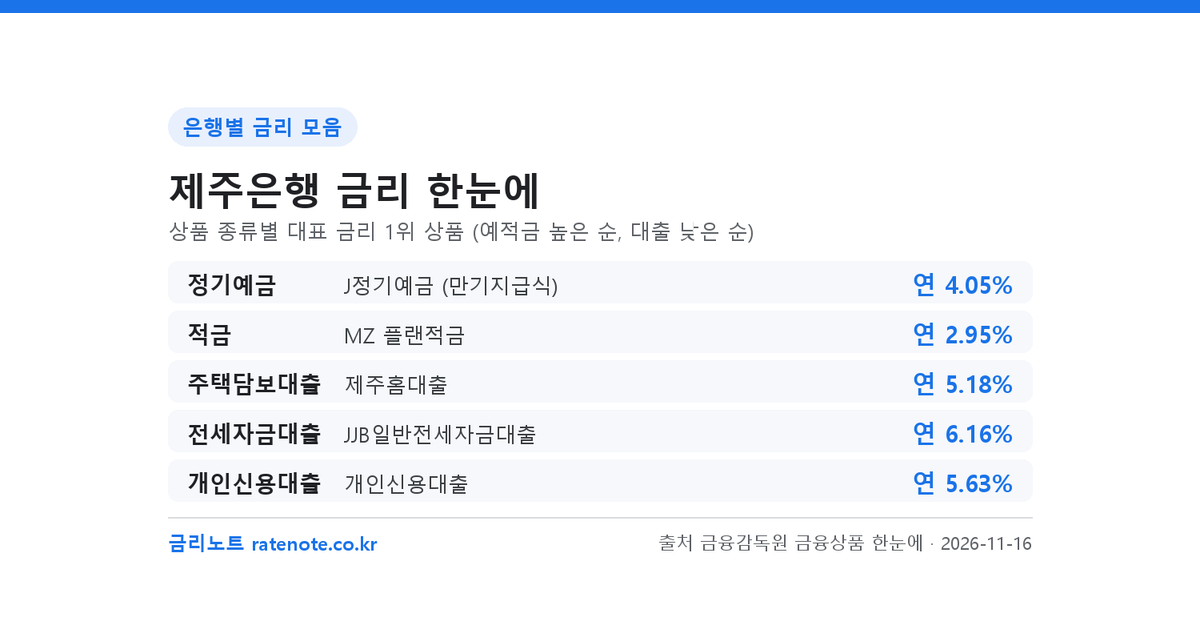 은행별 금리 모음
제주은행 금리 한눈에
상품 종류별 대표 금리 1위 상품 (예적금 높은 순, 대출 낮은 순)
정기예금 J정기예금 (만기지급식) 연 4.05%
적금 MZ 플랜적금 연 2.95%
주택담보대출 제주홈대출 연 5.18%
전세자금대출 JJB일반전세자금대출 연 6.16%
개인신용대출 개인신용대출 연 5.63%
금리노트 ratenote.co.kr 출처 금융감독원 금융상품 한눈에 · 2026-11-16